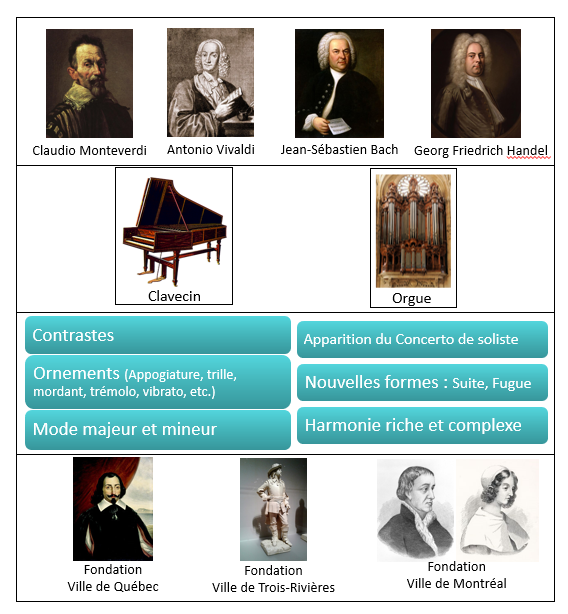 Claudio Monteverdi
Antonio Vivaldi
Jean-Sébastien Bach
Georg Friedrich Handel
Clavecin
Orgue
Contrastes
Ornements (Appogiature, trille,
mordant, trémolo, vibrato, etc.)
Mode majeur et mineur
Apparition du Concerto de soliste
Nouvelles formes : Suite, Fugue
Harmonie riche et complexe
Fondation
Ville de Québec
Fondation
Ville de Trois-Rivières
Fondation
Ville de Montréal